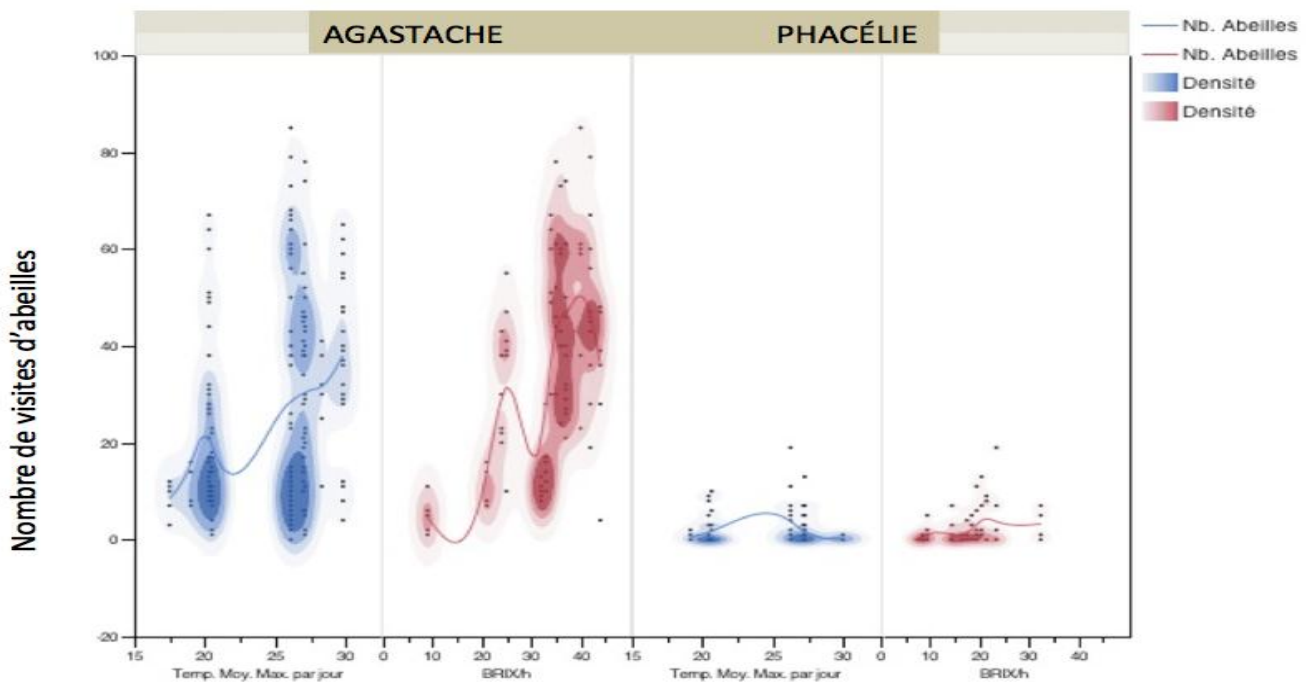 AGASTACHE PHACÉLIE
Nb. Abeilles
Nb. Abeilles
Densité
Densité
Nombre de visites d’abeilles
100
80
60
40
20
0
-20
15 20 25 30 0 10 20 30 40 15 20 25 30 0 10 20 30 40
Temp. Moy. Max. par jour BRIX/h Temp. Moy. Max. par jour BRIX/h